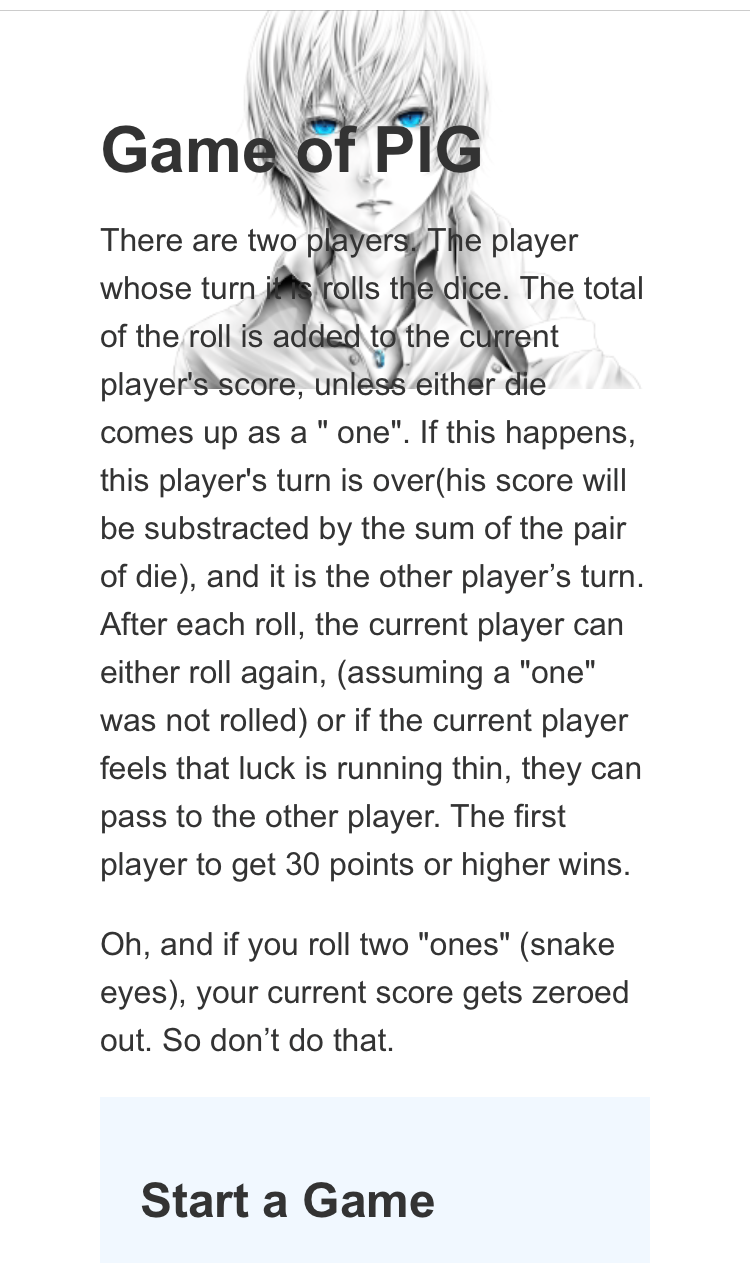 Game of PIG
There are two players. The player
whose turn it is rolls the dice. The total
of the roll is added to the current
player's score, unless either die
comes up as a " one". If this happens,
this player's turn is over(his score will
be substracted by the sum of the pair
of die), and it is the other player’s turn.
After each roll, the current player can
either roll again, (assuming a "one"
was not rolled) or if the current player
feels that luck is running thin, they can
pass to the other player. The first
player to get 30 points or higher wins.
Oh, and if you roll two "ones" (snake
eyes), your current score gets zeroed
out. So don’t do that.
Start a Game